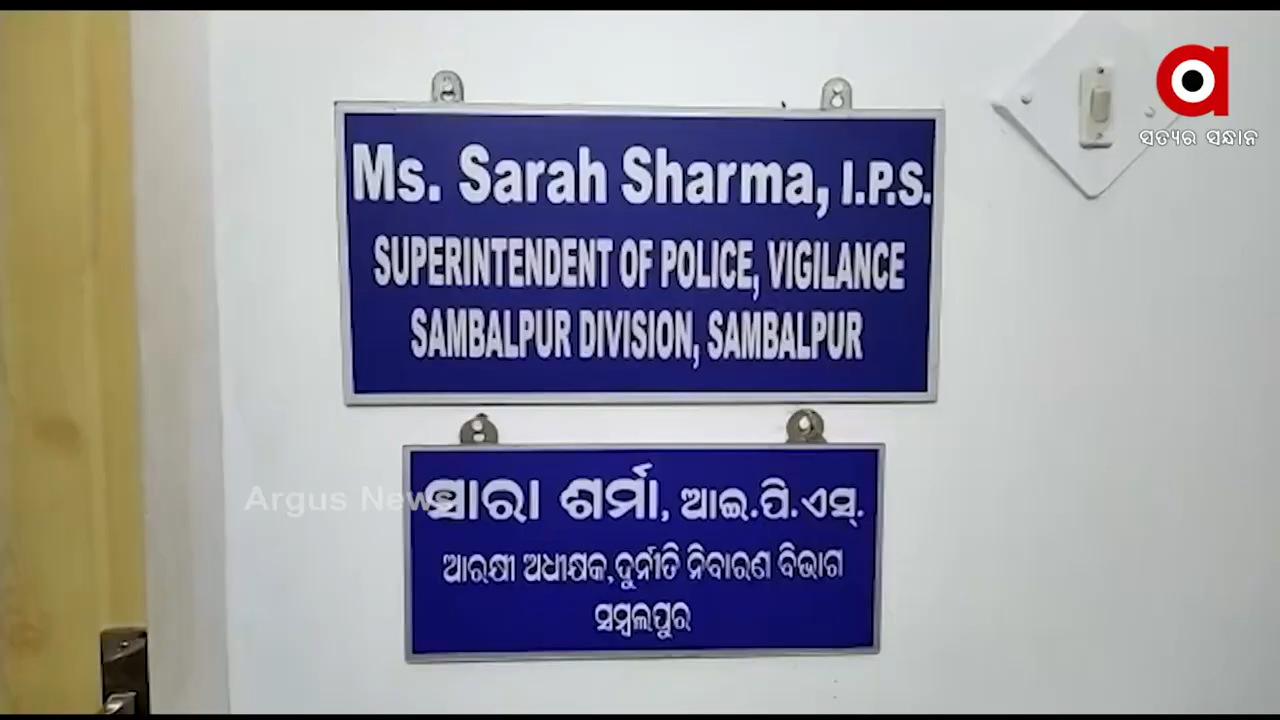 ସତ୍ୟର ସନ୍ଧାନ
Ms. Sarah Sharma, I.P.S.
SUPERINTENDENT OF POLICE, VIGILANCE
SAMBALPUR DIVISION, SAMBALPUR
Argus News
ସାରା ଶର୍ମା, ଆଇ.ପି.ଏସ୍.
ଆରକ୍ଷୀ ଅଧୀକ୍ଷକ,ଦୁର୍ନୀତି ନିବାରଣ ବିଭାଗ
ସମ୍ବଲପୁର